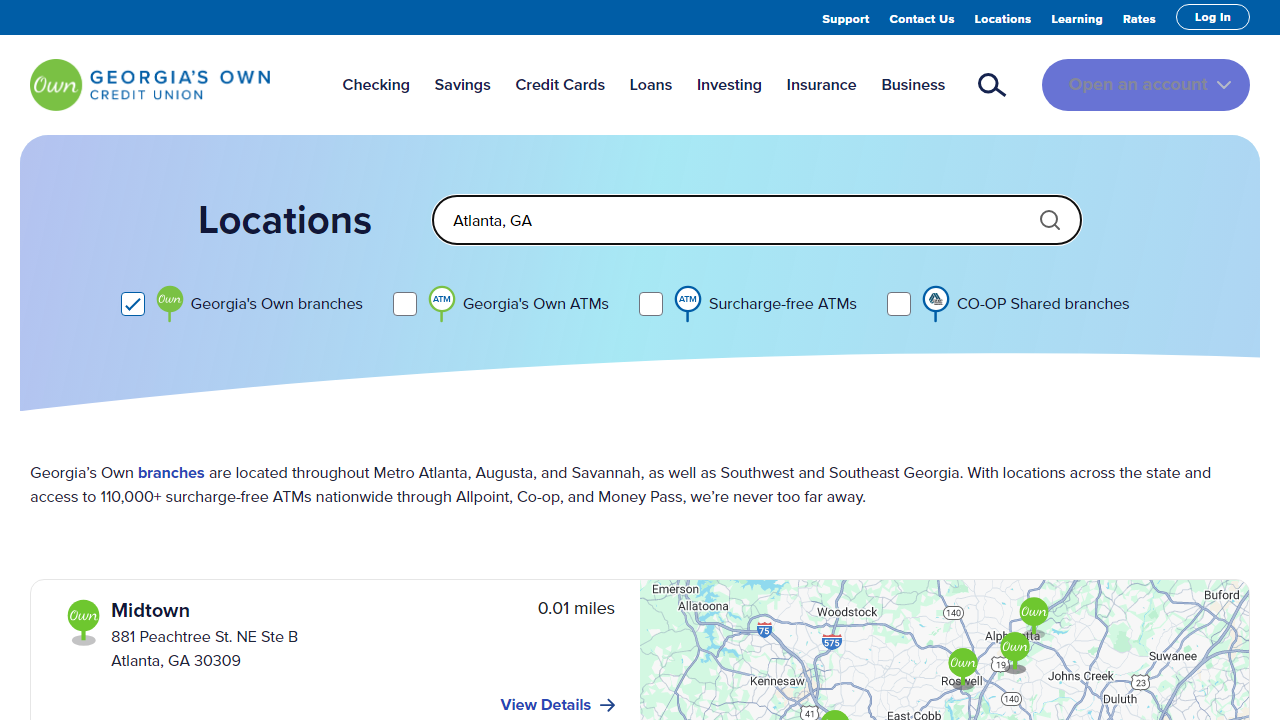 Support Contact Us Locations Learning Rates Log In
Own GEORGIA'S OWN
CREDIT UNION
Checking Savings Credit Cards Loans Investing Insurance Business Open an account
Locations Atlanta, GA
Own Georgia's Own branches ATM Georgia's Own ATMs ATM Surcharge-free ATMs CO-OP Shared branches
Georgia’s Own branches are located throughout Metro Atlanta, Augusta, and Savannah, as well as Southwest and Southeast Georgia. With locations across the state and
access to 110,000+ surcharge-free ATMs nationwide through Allpoint, Co-op, and Money Pass, we’re never too far away.
Own Midtown 0.01 miles
881 Peachtree St. NE Ste B
Atlanta, GA 30309
View Details
Emerson
Allatoona
Woodstock
140
Own
Buford
75
575
Own
Own
19
Suwanee
Kennesaw
Johns Creek
23
140
Duluth
41
East Cobb